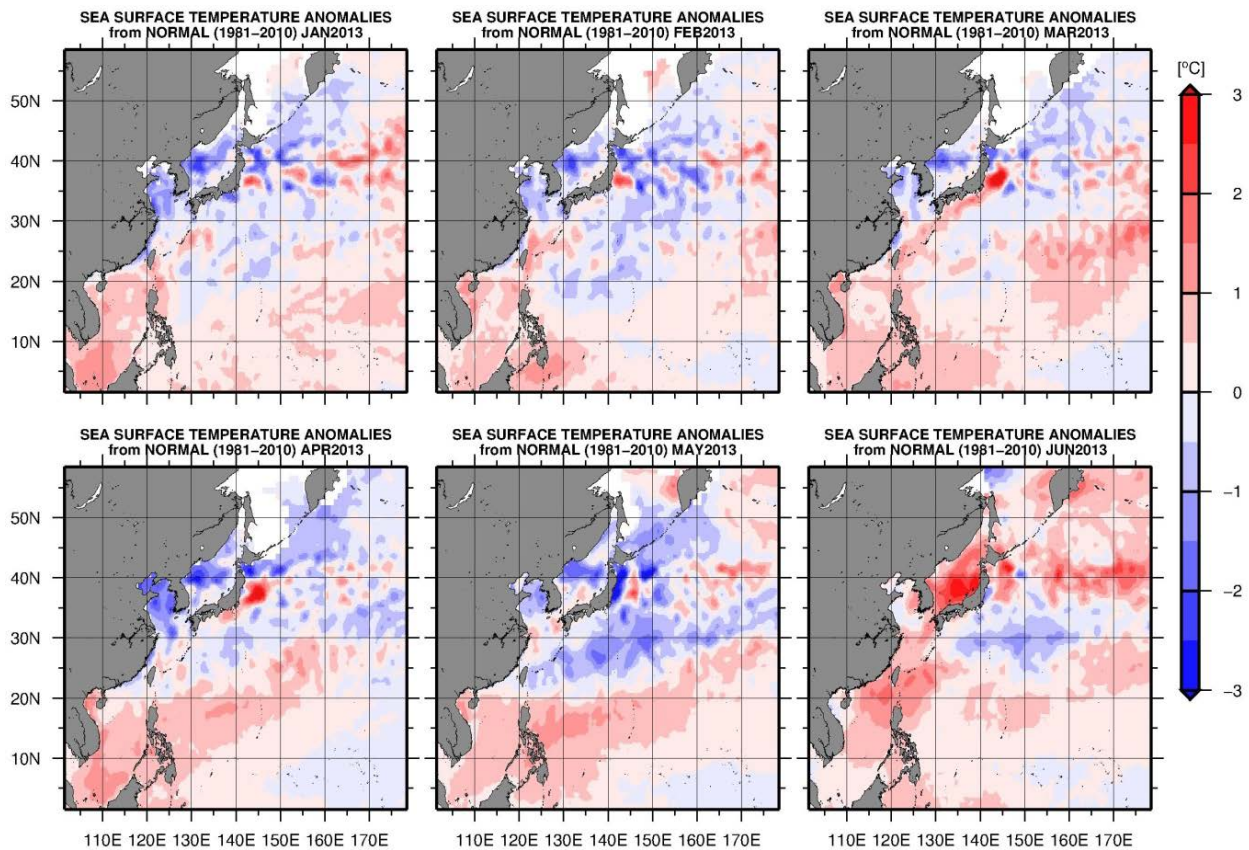 SEA SURFACE TEMPERATURE ANOMALIES
from NORMAL (1981−2010) JAN2013
SEA SURFACE TEMPERATURE ANOMALIES
from NORMAL (1981−2010) FEB2013
SEA SURFACE TEMPERATURE ANOMALIES
from NORMAL (1981−2010) MAR2013
[°C]
50N
40N
30N
20N
10N
3
2
1
0
−1
−2
−3
SEA SURFACE TEMPERATURE ANOMALIES
from NORMAL (1981−2010) APR2013
SEA SURFACE TEMPERATURE ANOMALIES
from NORMAL (1981−2010) MAY2013
SEA SURFACE TEMPERATURE ANOMALIES
from NORMAL (1981−2010) JUN2013
50N
40N
30N
20N
10N
110E 120E 130E 140E 150E 160E 170E
110E 120E 130E 140E 150E 160E 170E
110E 120E 130E 140E 150E 160E 170E